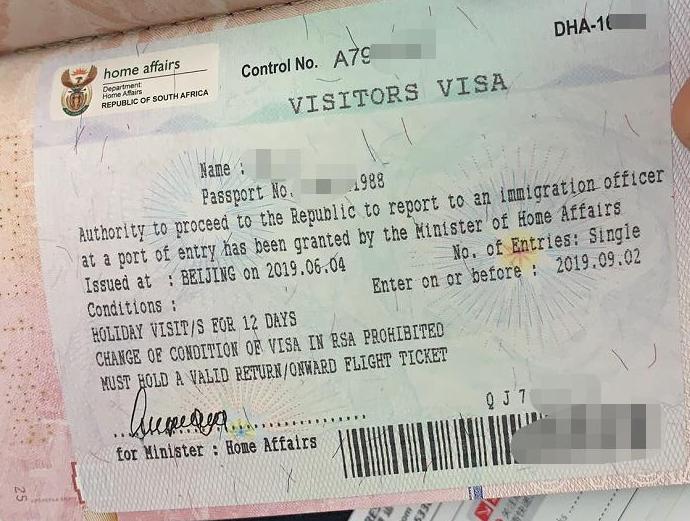 DHA-16
home affairs
Department:
Home Affairs
REPUBLIC OF SOUTH AFRICA
Control No. A79
VISITORS VISA
Name :
Passport No. 1988
Authority to proceed to the Republic to report to an immigration officer
at a port of entry has been granted by the Minister of Home Affairs
Issued at : BEIJING on 2019.06.04
No. of Entries: Single
Enter on or before : 2019.09.02
Conditions :
HOLIDAY VISIT/S FOR 12 DAYS
CHANGE OF CONDITION OF VISA IN RSA PROHIBITED
MUST HOLD A VALID RETURN/ONWARD FLIGHT TICKET
QJ7
for Minister : Home Affairs
25